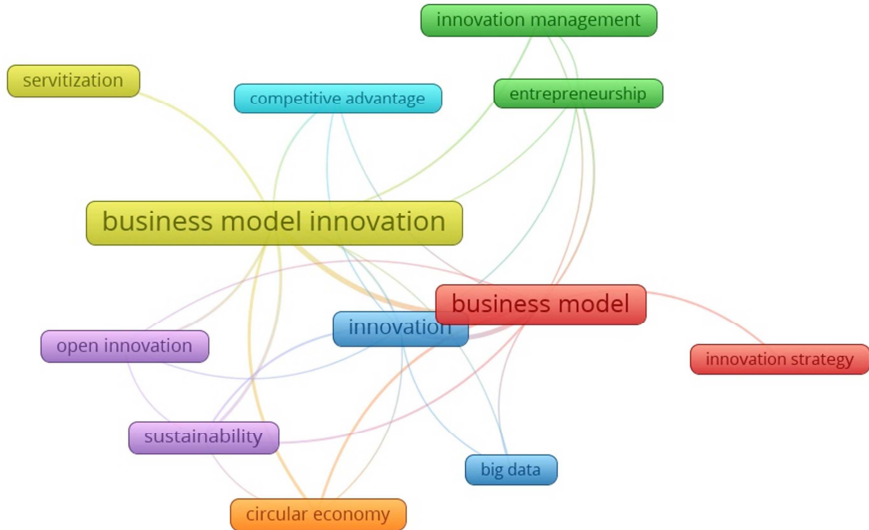 innovation management
servitization
competitive advantage
entrepreneurship
business model innovation
business model
innovation
open innovation
innovation strategy
sustainability
big data
circular economy